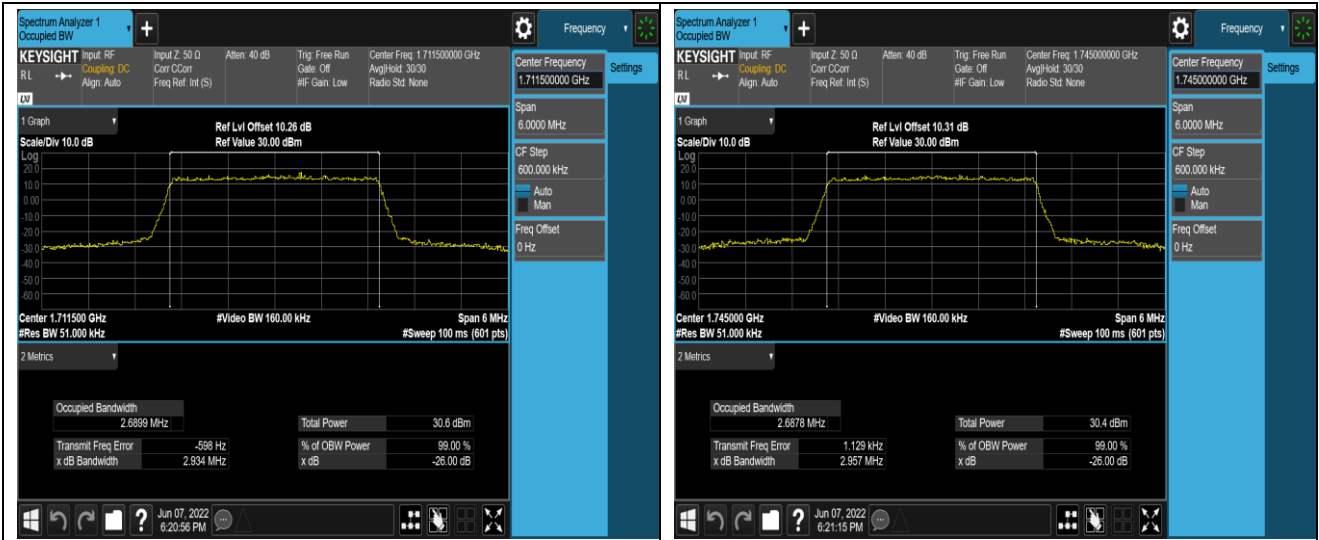 Spectrum Analyzer 1
Occupied BW
+
Frequency
KEYSIGHT Input: RF
Coupling: DC
Align: Auto
Input Z: 50 Ω
Corr CCorr
Freq Ref: Int (S)
Atten: 40 dB
Trig: Free Run
Gate: Off
#IF Gain: Low
Center Freq: 1.711500000 GHz
Avg|Hold: 30/30
Radio Std: None
RL
LXI
Center Frequency
1.711500000 GHz
Settings
Span
6.0000 MHz
CF Step
600.000 kHz
Auto
Man
Freq Offset
0 Hz
1 Graph
Ref Lvl Offset 10.26 dB
Scale/Div 10.0 dB
Ref Value 30.00 dBm
Log
20.0
10.0
0.00
-10.0
-20.0
-30.0
-40.0
-50.0
-60.0
Center 1.711500 GHz
#Video BW 160.00 kHz
Span 6 MHz
#Res BW 51.000 kHz
#Sweep 100 ms (601 pts)
2 Metrics
Occupied Bandwidth
2.6899 MHz
Total Power 30.6 dBm
Transmit Freq Error -598 Hz
% of OBW Power 99.00 %
x dB Bandwidth 2.934 MHz
x dB -26.00 dB
?
Jun 07, 2022
6:20:56 PM
Spectrum Analyzer 1
Occupied BW
+
Frequency
KEYSIGHT Input: RF
Coupling: DC
Align: Auto
Input Z: 50 Ω
Corr CCorr
Freq Ref: Int (S)
Atten: 40 dB
Trig: Free Run
Gate: Off
#IF Gain: Low
Center Freq: 1.745000000 GHz
Avg|Hold: 30/30
Radio Std: None
RL
LXI
Center Frequency
1.745000000 GHz
Settings
Span
6.0000 MHz
CF Step
600.000 kHz
Auto
Man
Freq Offset
0 Hz
1 Graph
Ref Lvl Offset 10.31 dB
Scale/Div 10.0 dB
Ref Value 30.00 dBm
Log
20.0
10.0
0.00
-10.0
-20.0
-30.0
-40.0
-50.0
-60.0
Center 1.745000 GHz
#Video BW 160.00 kHz
Span 6 MHz
#Res BW 51.000 kHz
#Sweep 100 ms (601 pts)
2 Metrics
Occupied Bandwidth
2.6878 MHz
Total Power 30.4 dBm
Transmit Freq Error 1.129 kHz
% of OBW Power 99.00 %
x dB Bandwidth 2.957 MHz
x dB -26.00 dB
?
Jun 07, 2022
6:21:15 PM